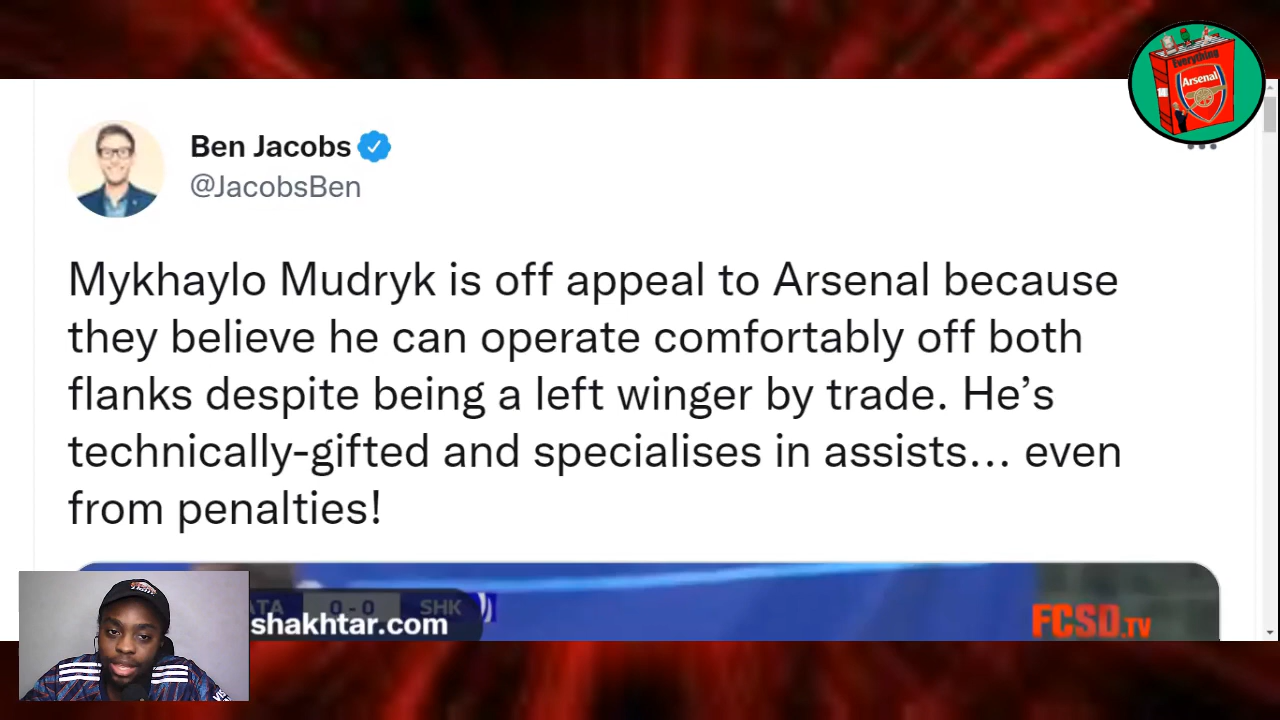 Everything
Arsenal
Ben Jacobs
@JacobsBen
Mykhaylo Mudryk is off appeal to Arsenal because
they believe he can operate comfortably off both
flanks despite being a left winger by trade. He’s
technically-gifted and specialises in assists... even
from penalties!
ATA 0-0 SHK
shakhtar.com
FCSD.TV